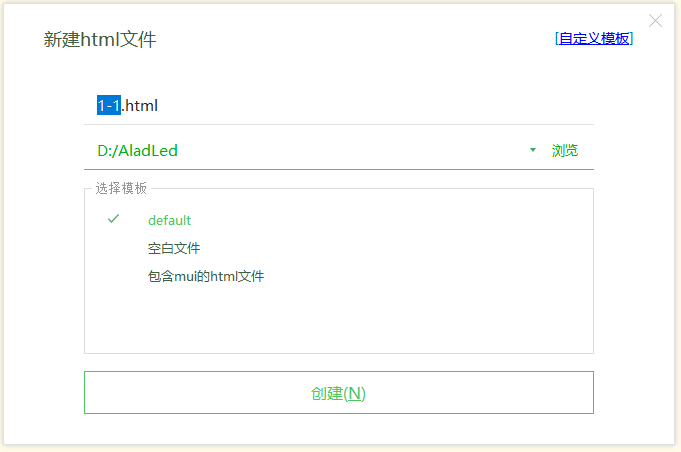 新建html文件
[自定义模板]
1-1.html
D:/AladLed
浏览
选择模板
default
空白文件
包含mui的html文件
创建(N)